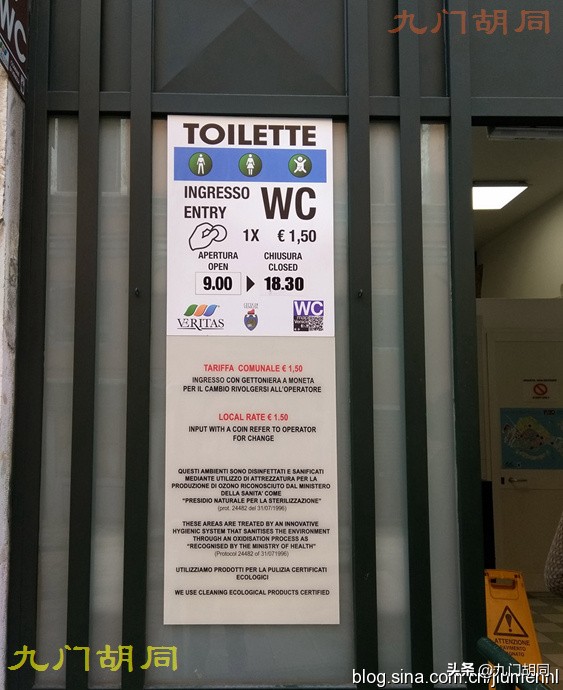 九门胡同
WC
TOILETTE
INGRESSO
ENTRY
WC
1X € 1,50
APERTURA
OPEN
CHIUSURA
CLOSED
9.00
18.30
VERITAS
WC
TARIFFA COMUNALE € 1,50
INGRESSO CON GETTONIERA A MONETA
PER IL CAMBIO RIVOLGERSI ALL'OPERATORE
LOCAL RATE € 1.50
INPUT WITH A COIN REFER TO OPERATOR
FOR CHANGE
QUESTI AMBIENTI SONO DISINFETTATI E SANIFICATI
MEDIANTE UTILIZZO DI ATTREZZATURA PER LA
PRODUZIONE DI OZONO RICONOSCIUTO DAL MINISTERO
DELLA SANITA' COME
"PRESIDIO NATURALE PER LA STERILIZZAZIONE"
(prot. 24482 del 31/07/1996)
THESE AREAS ARE TREATED BY AN INNOVATIVE
HYGIENIC SYSTEM THAT SANITISES THE ENVIRONMENT
THROUGH AN OXIDISATION PROCESS AS
"RECOGNISED BY THE MINISTRY OF HEALTH"
(Protocol 24482 of 31/071996)
UTILIZZIAMO PRODOTTI PER LA PULIZIA CERTIFICATI
ECOLOGICI
WE USE CLEANING ECOLOGICAL PRODUCTS CERTIFIED
ATTENZIONE
九门胡同
头条 @九门胡同
blog.sina.com.cn/jiumenhl